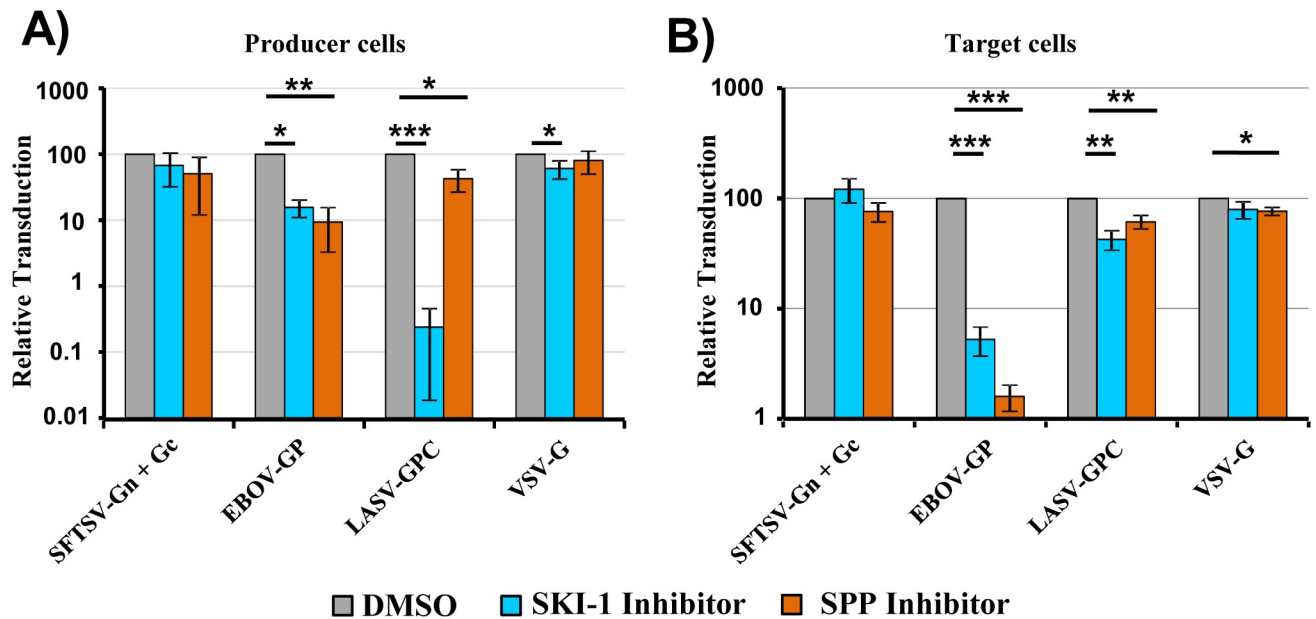 A)
Producer cells
Relative Transduction
1000
100
10
1
0.1
0.01
**
*
*
***
*
SFTSV-Gn + Gc
EBOV-GP
LASV-GPC
VSV-G
B)
Target cells
Relative Transduction
1000
100
10
1
***
***
**
**
*
SFTSV-Gn + Gc
EBOV-GP
LASV-GPC
VSV-G
DMSO
SKI-1 Inhibitor
SPP Inhibitor